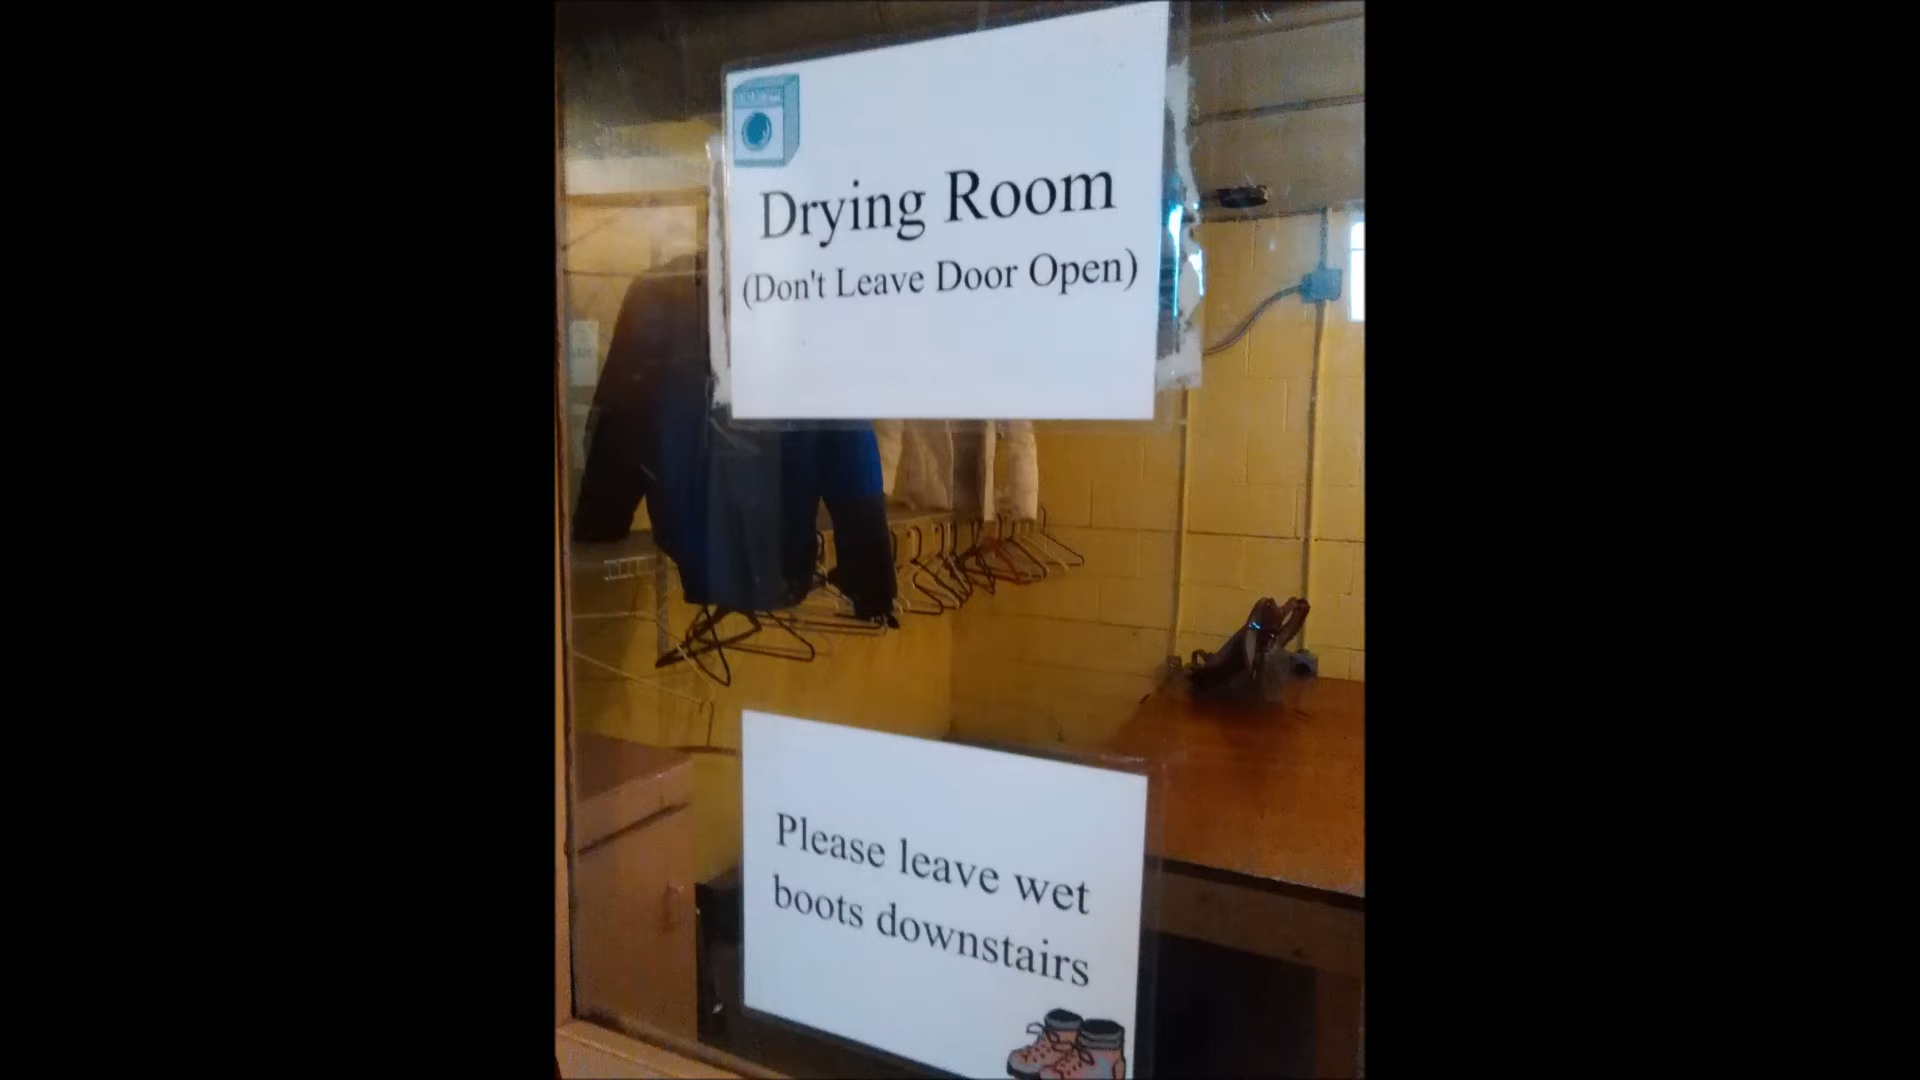 Drying Room
(Don't Leave Door Open)
Please leave wet
boots downstairs